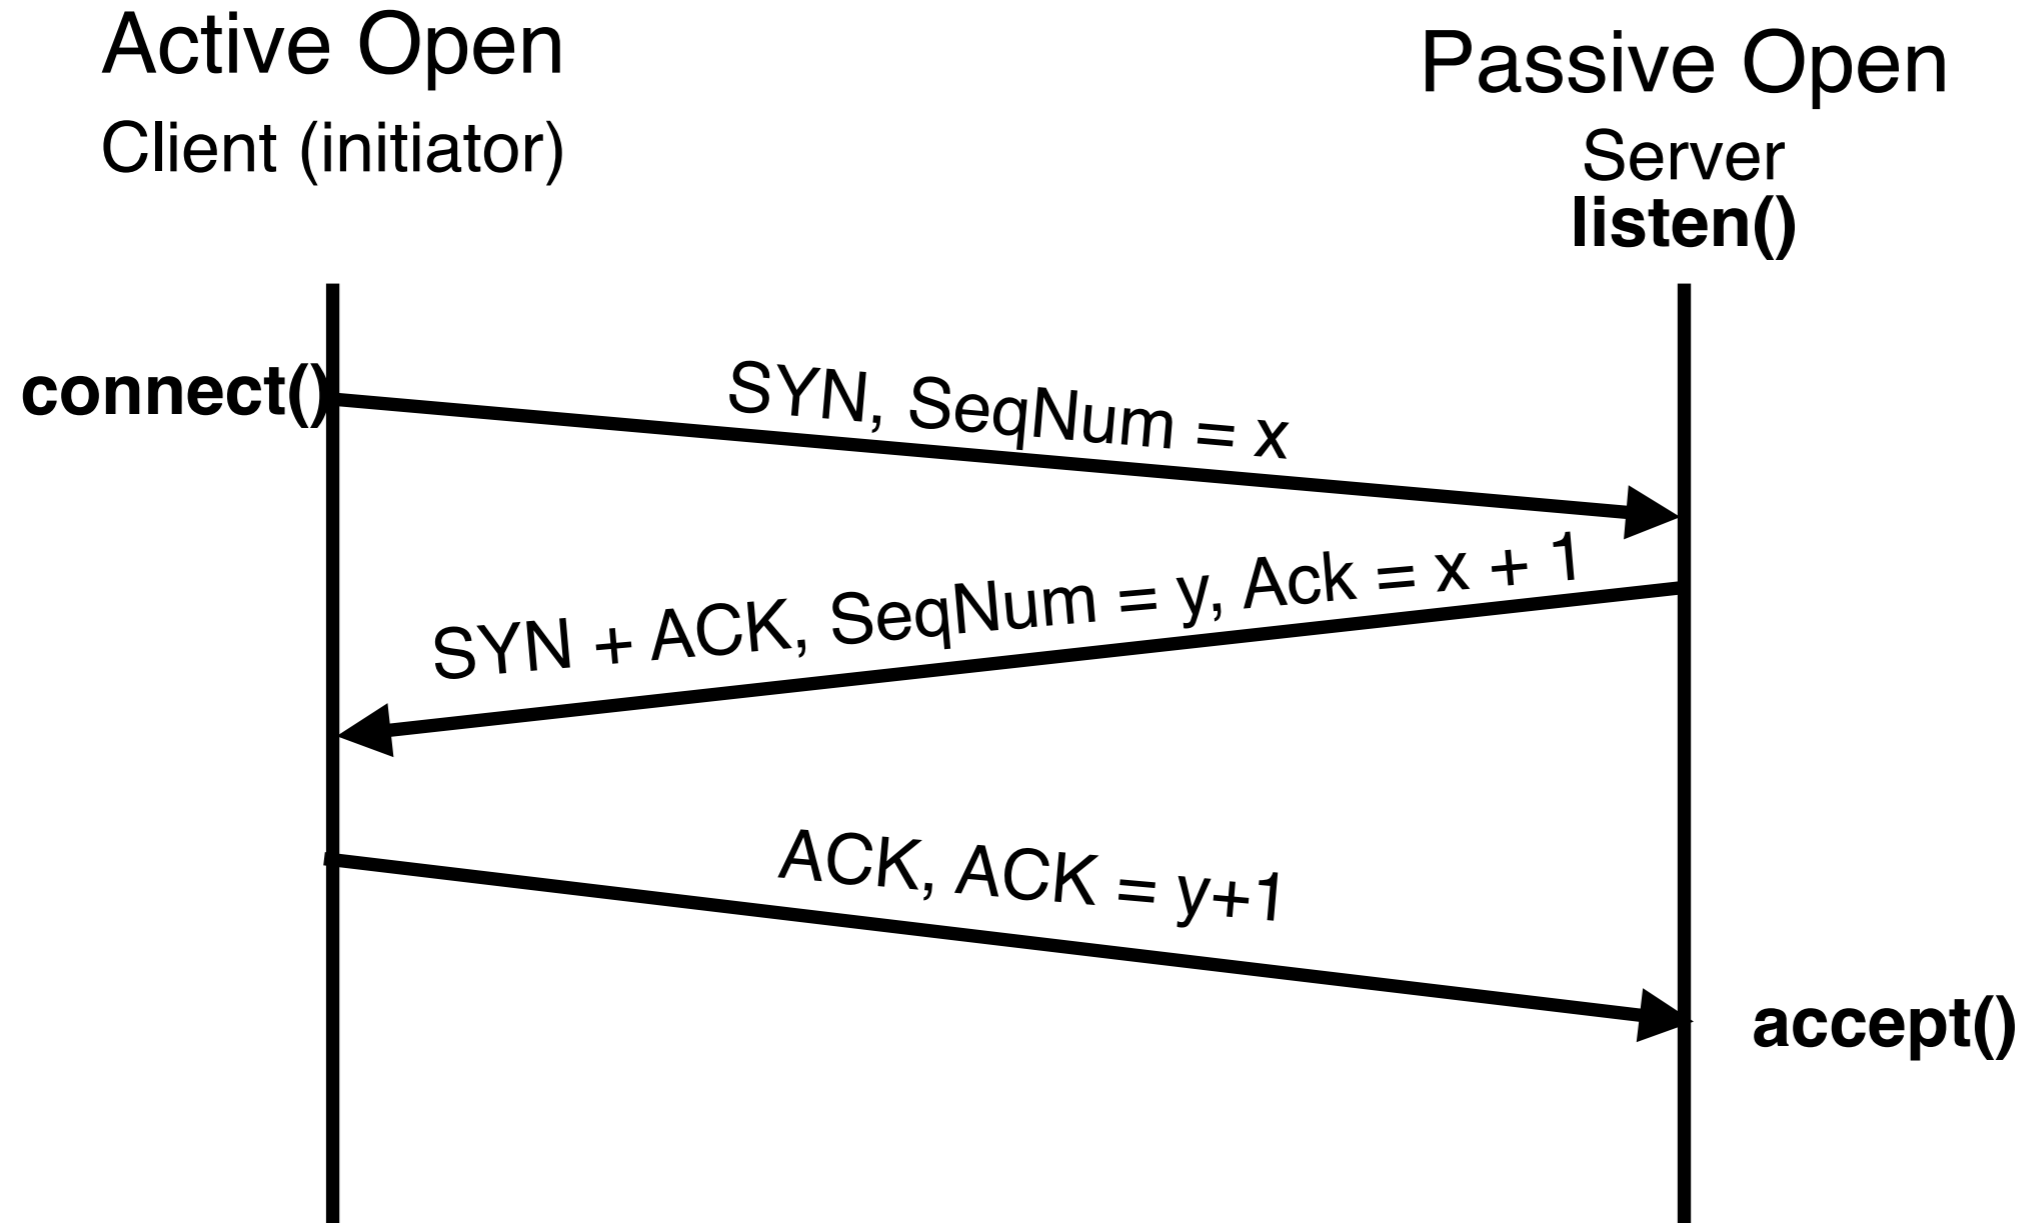 Active Open
Client (initiator)
Passive Open
Server
listen()
connect()
SYN, SeqNum = x
SYN + ACK, SeqNum = y, Ack = x + 1
ACK, ACK = y+1
accept()